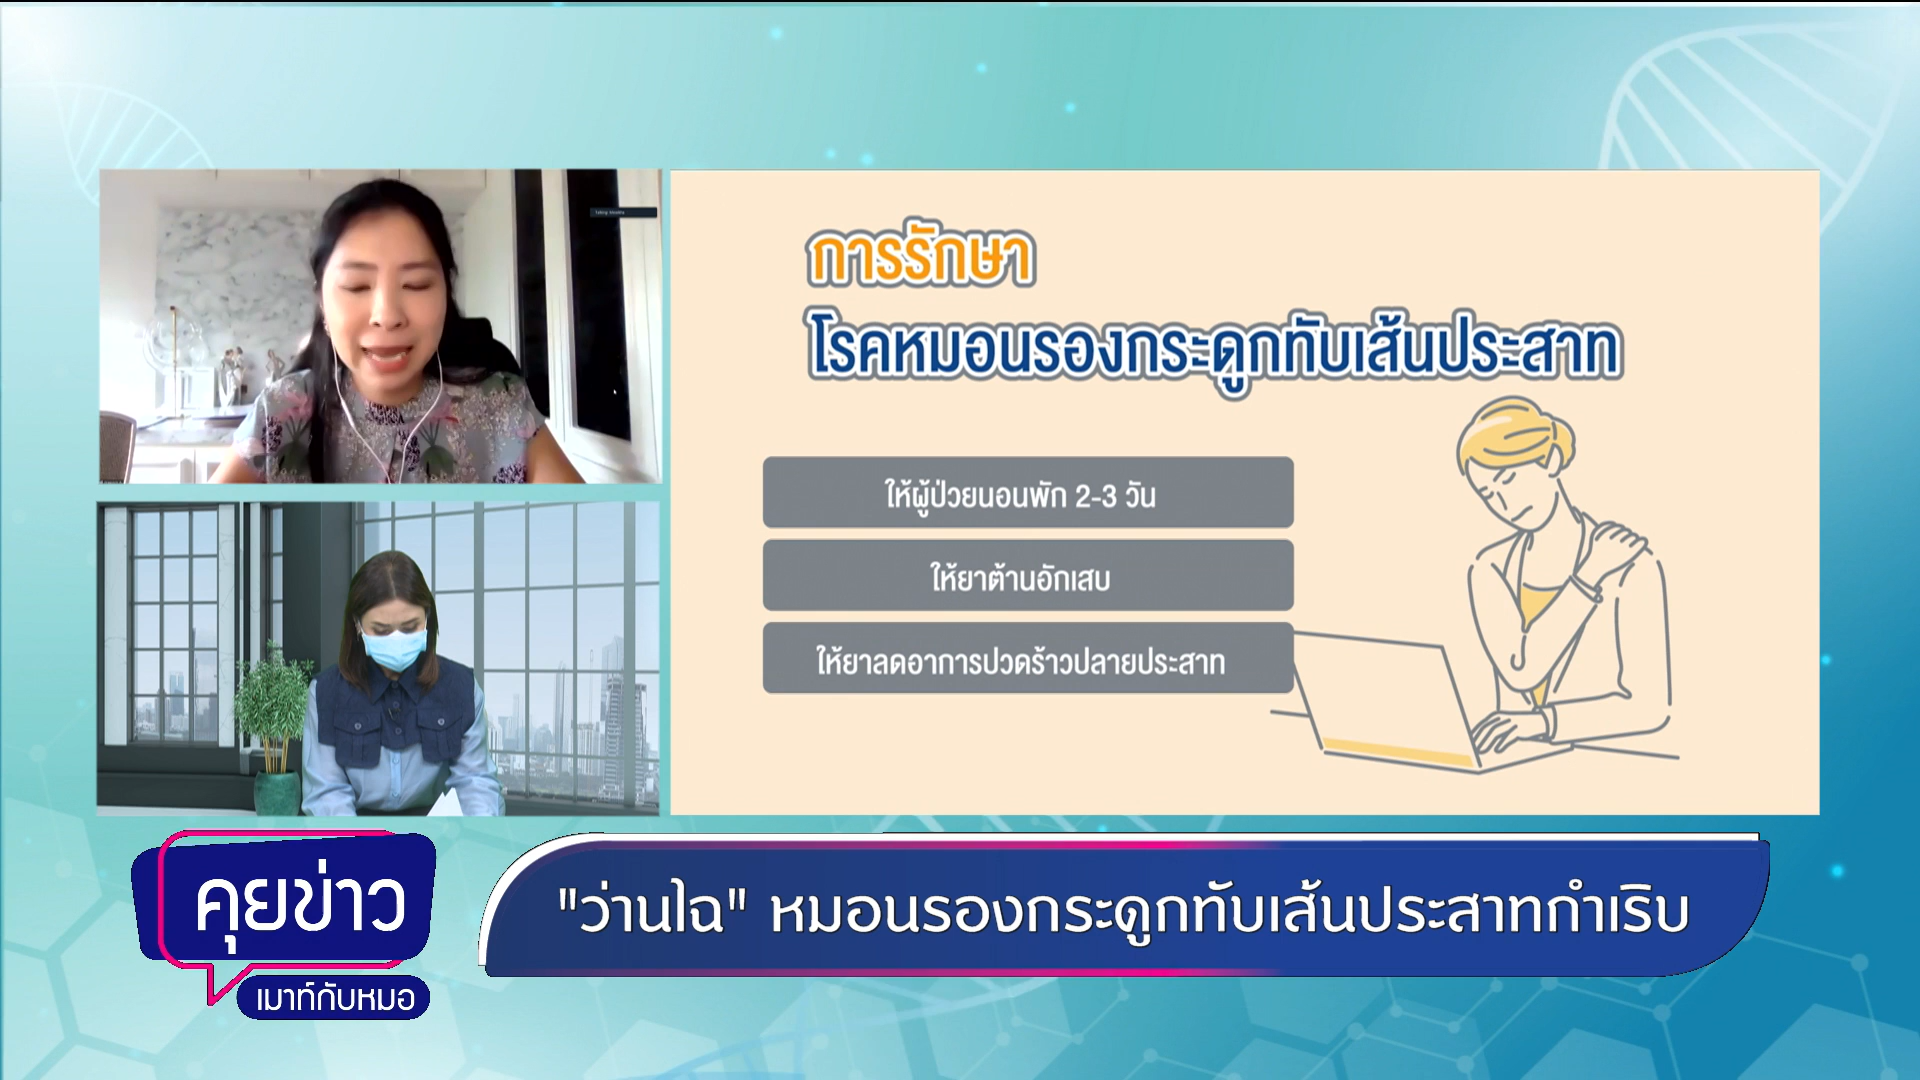 การรักษา
โรคหมอนรองกระดูกทับเส้นประสาท
ให้ผู้ป่วยนอนพัก 2-3 วัน
ให้ยาต้านอักเสบ
ให้ยาลดอาการปวดร้าวปลายประสาท
คุยข่าว
เมาท์กับหมอ
"ว่านไฉ" หมอนรองกระดูกทับเส้นประสาทกำเริบ